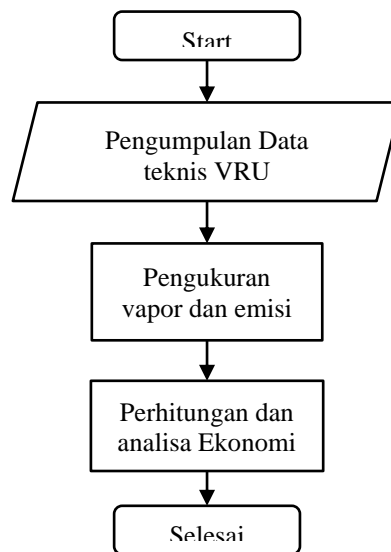 Start
Pengumpulan Data
teknis VRU
Pengukuran
vapor dan emisi
Perhitungan dan
analisa Ekonomi
Selesai